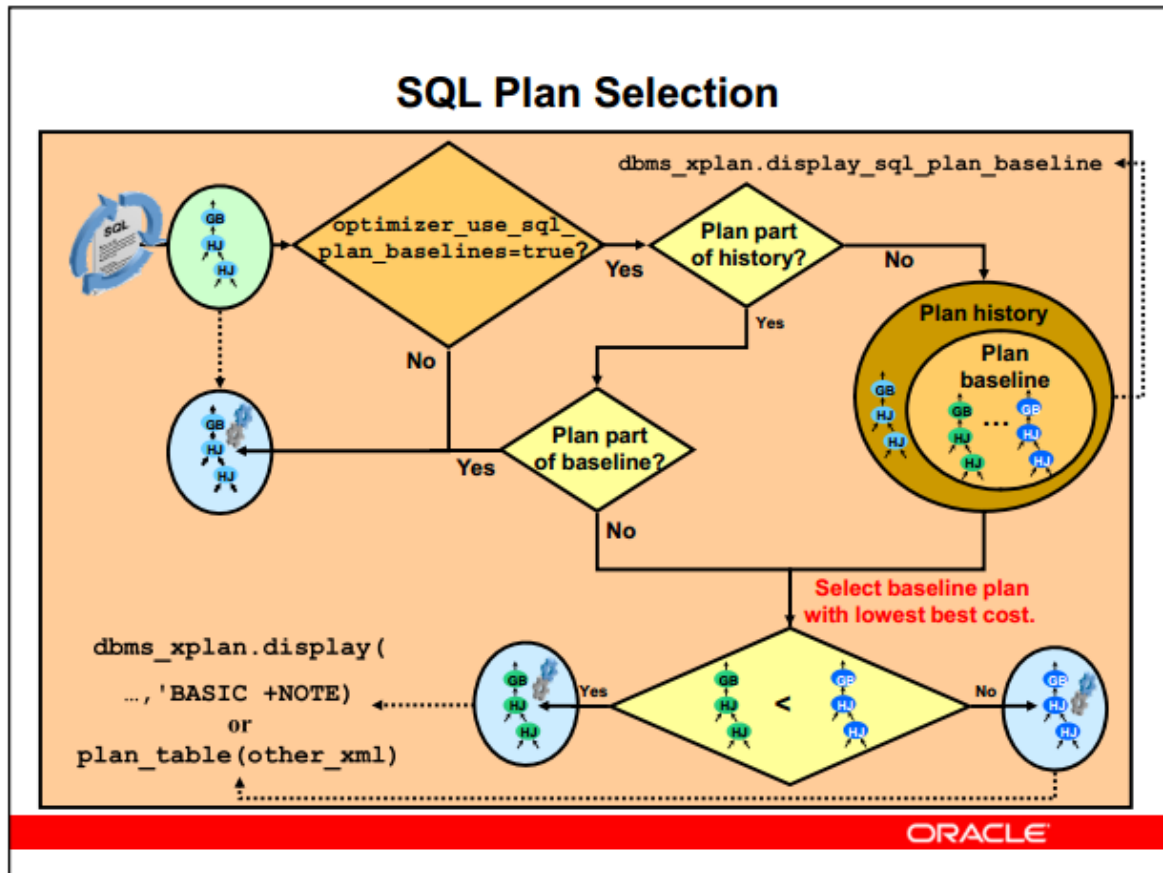 SQL Plan Selection
dbms_xplan.display_sql_plan_baseline
SQL
GB
HJ
HJ
optimizer_use_sql_
plan_baselines=true?
Yes
No
Plan part
of history?
No
Yes
Plan history
Plan
baseline
GB
HJ
HJ
GB
HJ
HJ
...
GB
HJ
HJ
GB
HJ
HJ
Yes
Plan part
of baseline?
No
Select baseline plan
with lowest best cost.
dbms_xplan.display(
…,'BASIC +NOTE)
or
plan_table(other_xml)
GB
HJ
HJ
Yes
GB
HJ
HJ
<
GB
HJ
HJ
No
GB
HJ
HJ
ORACLE